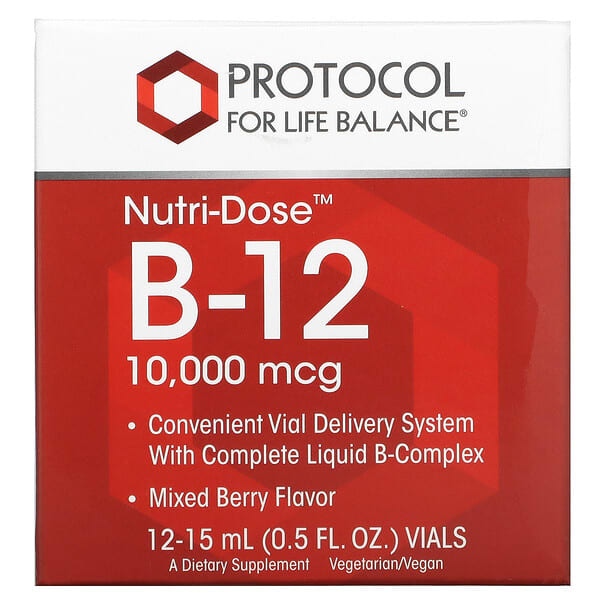 PROTOCOL
FOR LIFE BALANCE®
Nutri-Dose™
B-12
10,000 mcg
• Convenient Vial Delivery System
With Complete Liquid B-Complex
• Mixed Berry Flavor
12-15 mL (0.5 FL. OZ.) VIALS
A Dietary Supplement Vegetarian/Vegan